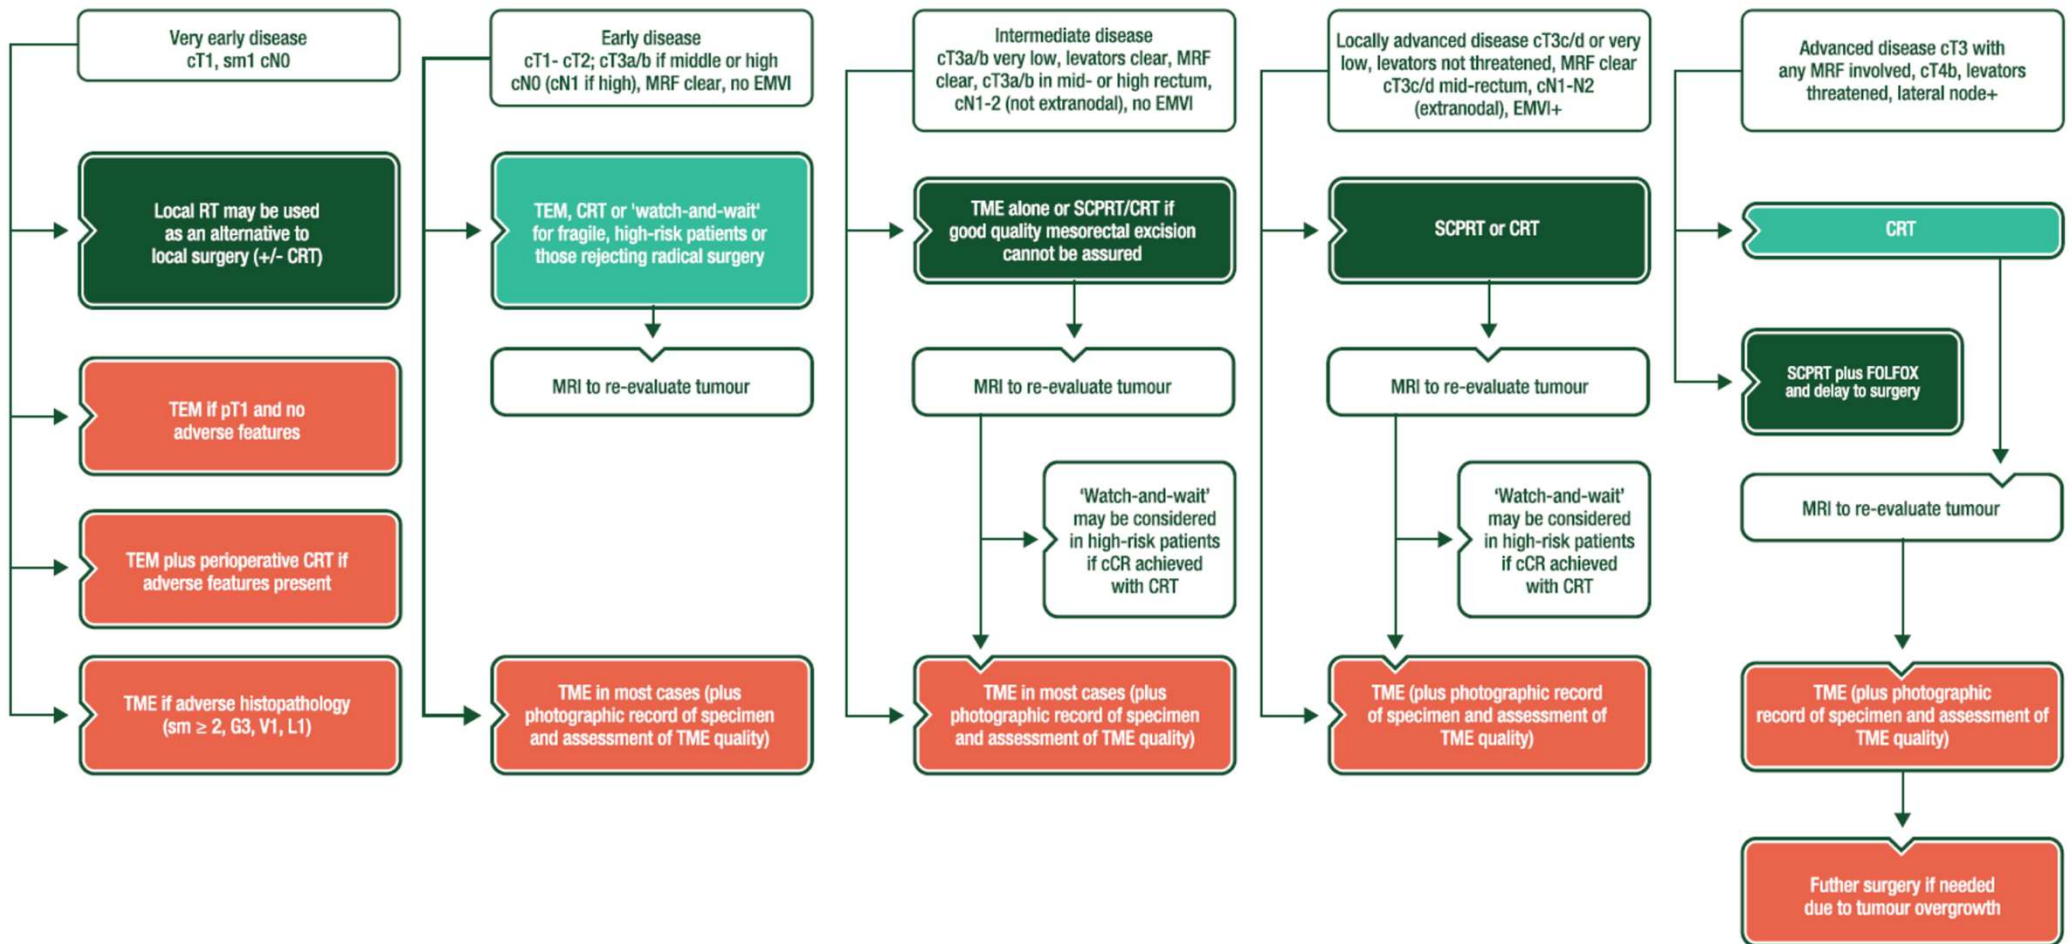 Very early disease
cT1, sm1 cN0
Local RT may be used
as an alternative to
local surgery (+/- CRT)
TEM if pT1 and no
adverse features
TEM plus perioperative CRT if
adverse features present
TME if adverse histopathology
(sm ≥ 2, G3, V1, L1)
Early disease
cT1- cT2; cT3a/b if middle or high
cN0 (cN1 if high), MRF clear, no EMVI
TEM, CRT or 'watch-and-wait'
for fragile, high-risk patients or
those rejecting radical surgery
MRI to re-evaluate tumour
TME in most cases (plus
photographic record of specimen
and assessment of TME quality)
Intermediate disease
cT3a/b very low, levators clear, MRF
clear, cT3a/b in mid- or high rectum,
cN1-2 (not extranodal), no EMVI
TME alone or SCPRT/CRT if
good quality mesorectal excision
cannot be assured
MRI to re-evaluate tumour
‘Watch-and-wait’
may be considered
in high-risk patients
if cCR achieved
with CRT
TME in most cases (plus
photographic record of specimen
and assessment of TME quality)
Locally advanced disease cT3c/d or very
low, levators not threatened, MRF clear
cT3c/d mid-rectum, cN1-N2
(extranodal), EMVI+
SCPRT or CRT
MRI to re-evaluate tumour
‘Watch-and-wait’
may be considered
in high-risk patients
if cCR achieved
with CRT
TME (plus photographic record
of specimen and assessment of
TME quality)
Advanced disease cT3 with
any MRF involved, cT4b, levators
threatened, lateral node+
CRT
SCPRT plus FOLFOX
and delay to surgery
MRI to re-evaluate tumour
TME (plus photographic
record of specimen and assessment of
TME quality)
Futher surgery if needed
due to tumour overgrowth